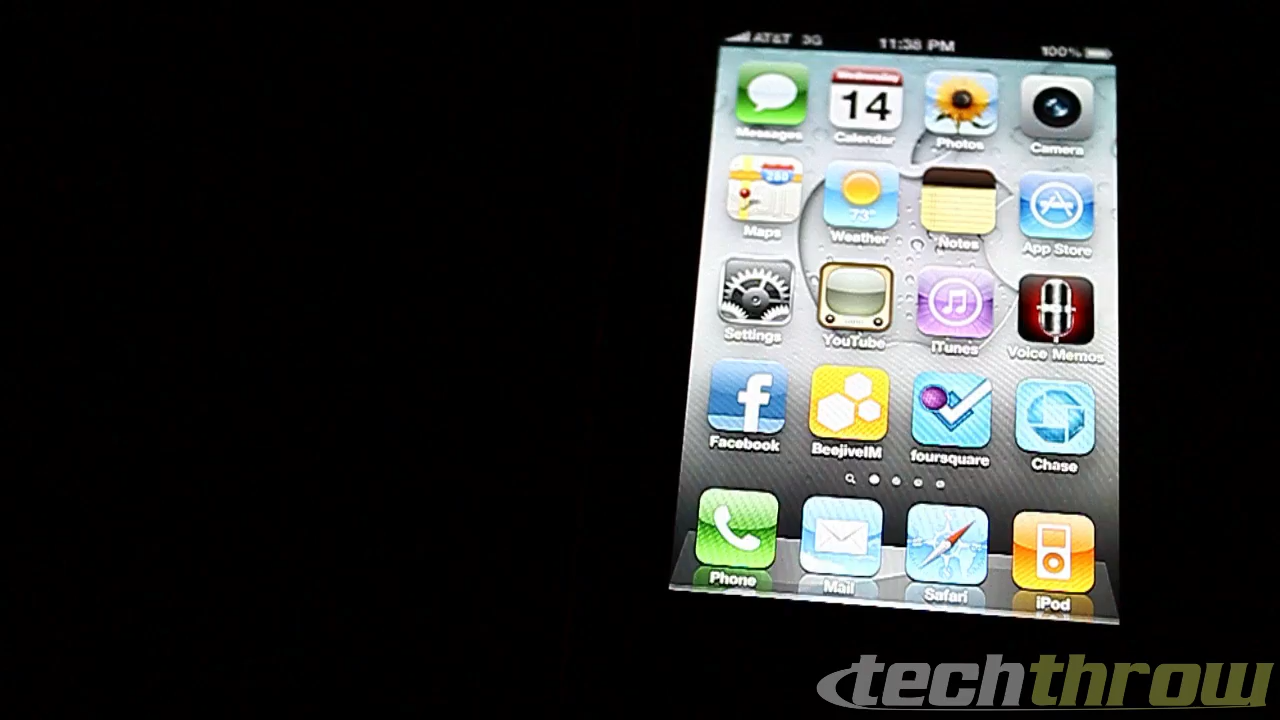 AT&T 3G 11:38 PM 100%
Wednesday
14
Messages Calendar Photos Camera
280
73°
Maps Weather Notes App Store
Settings YouTube iTunes Voice Memos
f
Facebook BeejiveIM foursquare Chase
Phone Mail Safari iPod
techthrow